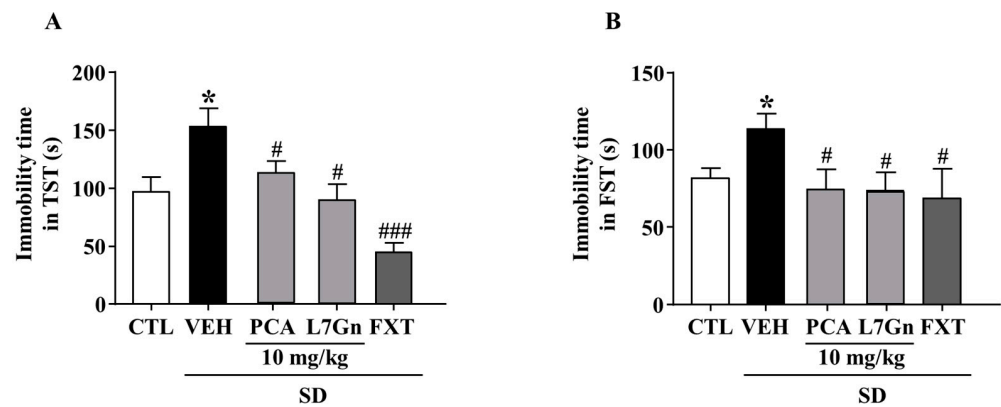 A
Immobility time
in TST (s)
200
150
100
50
0
*
#
#
###
CTL VEH PCA L7Gn FXT
10 mg/kg
SD
B
Immobility time
in FST (s)
150
100
50
0
*
#
#
#
CTL VEH PCA L7Gn FXT
10 mg/kg
SD